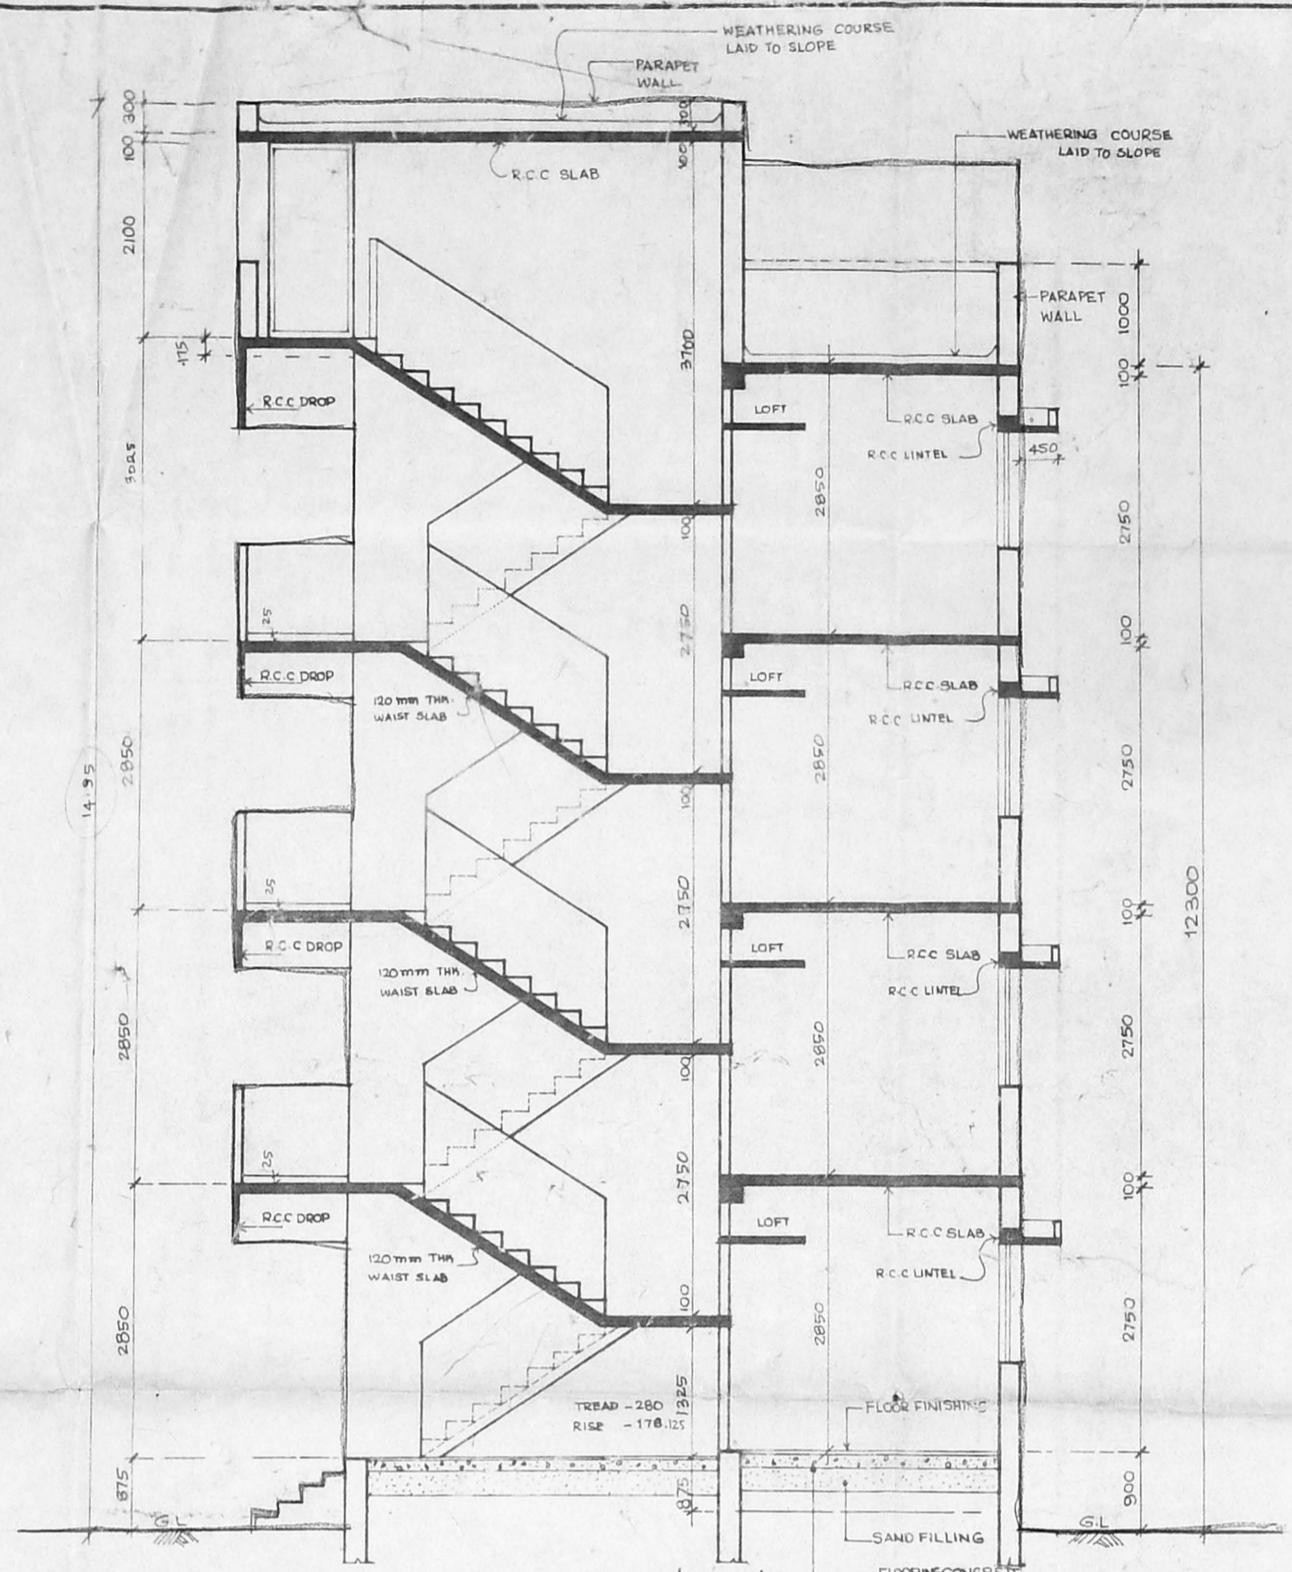 WEATHERING COURSE
LAID TO SLOPE
PARAPET
WALL
300
300
WEATHERING COURSE
LAID TO SLOPE
100
100
R.C.C SLAB
2100
PARAPET
WALL
1000
175
3700
100
R.C.C DROP
LOFT
R.C.C SLAB
R.C.C LINTEL
450
3025
2850
100
2750
25
2750
100
R.C.C DROP
LOFT
R.C.C SLAB
120 mm THK.
WAIST SLAB
R.C.C LINTEL
14.95
2850
2850
2750
100
12300
25
2750
100
R.C.C DROP
LOFT
R.C.C SLAB
120 mm THK.
WAIST SLAB
R.C.C LINTEL
2850
2850
2750
100
25
2750
100
R.C.C DROP
LOFT
R.C.C SLAB
120 mm THK
WAIST SLAB
R.C.C LINTEL
100
2850
2850
2750
1325
TREAD - 280
RISE - 178.125
FLOOR FINISHING
875
875
900
G.L
G.L
SAND FILLING